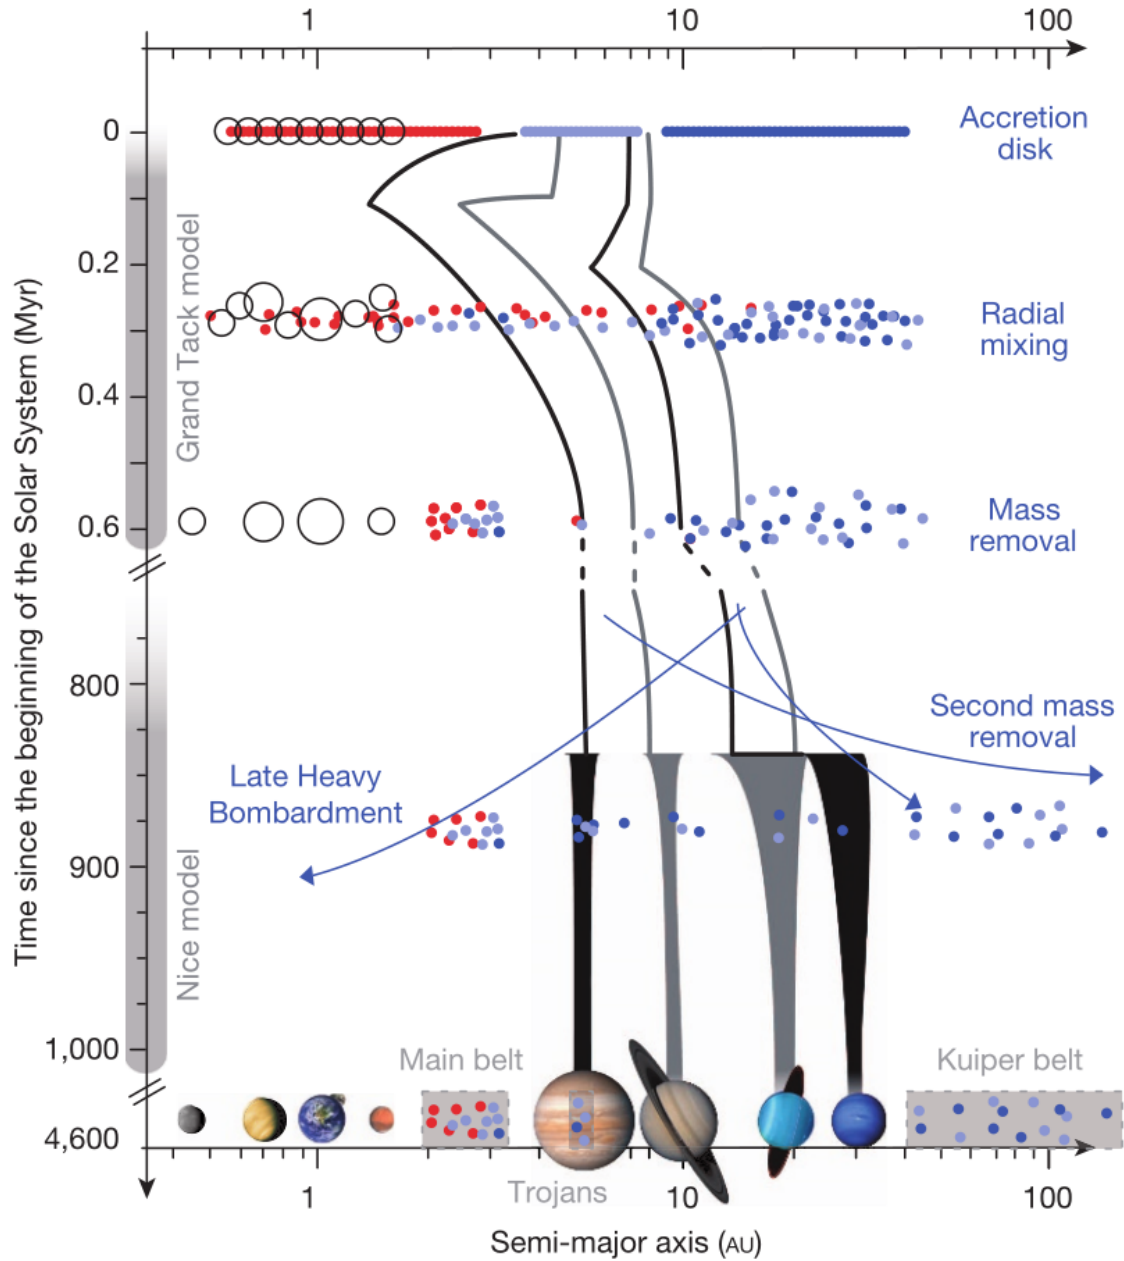 1 10 100
0
Accretion
disk
0.2
Grand Tack model
Radial
mixing
0.4
Mass
removal
0.6
Time since the beginning of the Solar System (Myr)
800
Second mass
removal
Late Heavy
Bombardment
900
Nice model
1,000
Main belt
Kuiper belt
4,600
Trojans
1 10 100
Semi-major axis (AU)